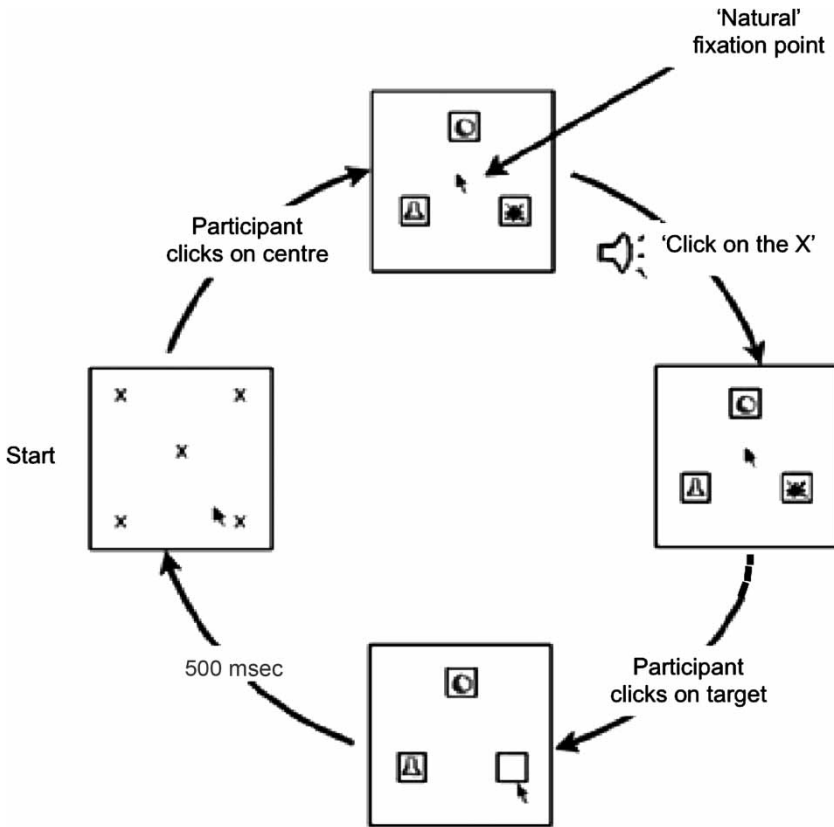 ‘Natural’
fixation point
Participant
clicks on centre
‘Click on the X’
Start
x x
x
x x
500 msec
Participant
clicks on target